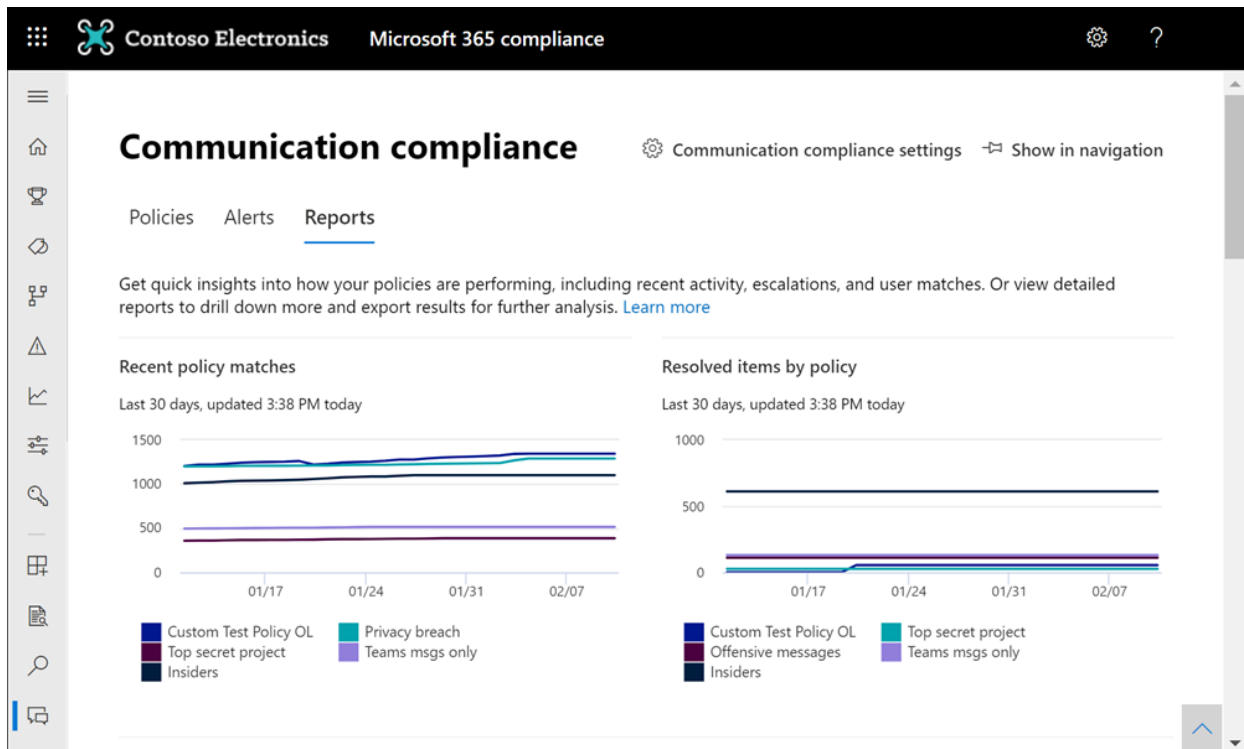 Contoso Electronics Microsoft 365 compliance ?
Communication compliance
Communication compliance settings Show in navigation
Policies Alerts Reports
Get quick insights into how your policies are performing, including recent activity, escalations, and user matches. Or view detailed
reports to drill down more and export results for further analysis. Learn more
Recent policy matches
Last 30 days, updated 3:38 PM today
1500
1000
500
0
01/17 01/24 01/31 02/07
Custom Test Policy OL Privacy breach
Top secret project Teams msgs only
Insiders
Resolved items by policy
Last 30 days, updated 3:38 PM today
1000
500
0
01/17 01/24 01/31 02/07
Custom Test Policy OL Top secret project
Offensive messages Teams msgs only
Insiders